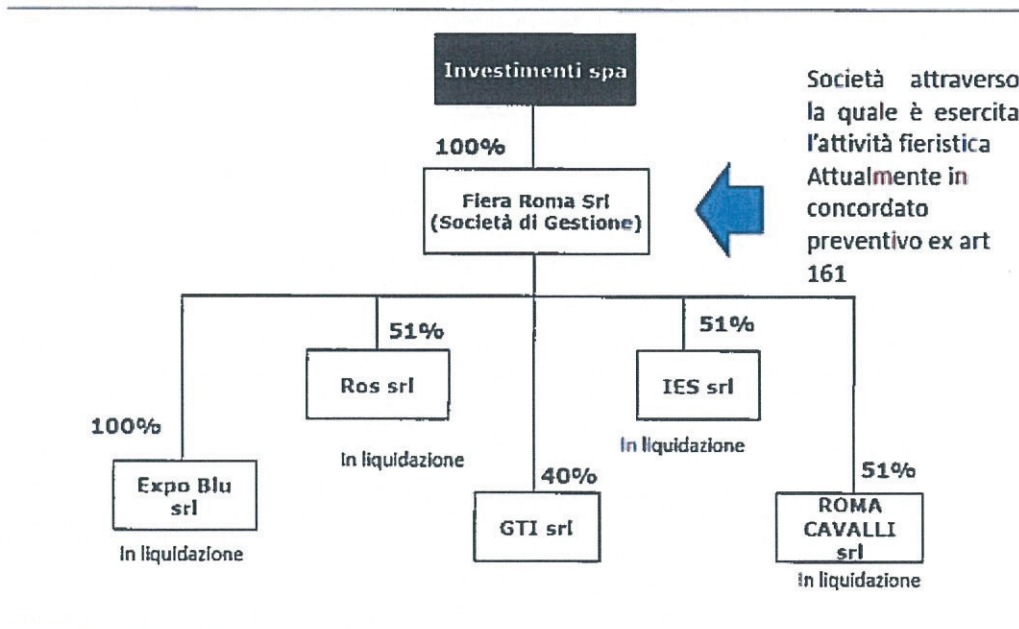 Investimenti spa
Società attraverso
la quale è esercita
l'attività fieristica
Attualmente in
concordato
preventivo ex art
161
100%
Fiera Roma Srl
(Società di Gestione)
51%
51%
Ros srl
IES srl
100%
In liquidazione
In liquidazione
40%
51%
Expo Blu
srl
GTI srl
ROMA
CAVALLI
srl
In liquidazione
In liquidazione